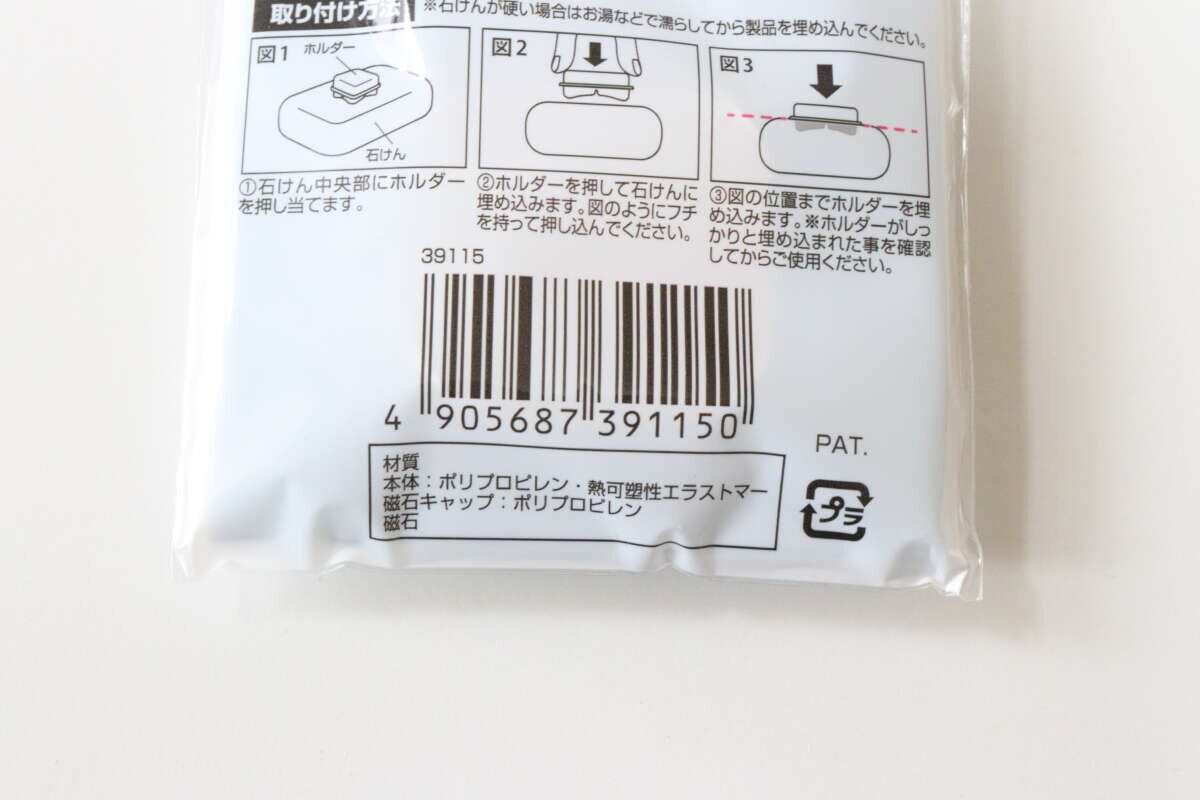 取り付け方法
※石けんが硬い場合はお湯などで濡らしてから製品を埋め込んでください。
図1
ホルダー
石けん
①石けん中央部にホルダー
を押し当てます。
図2
②ホルダーを押して石けんに
埋め込みます。図のようにフチ
を持って押し込んでください。
図3
③図の位置までホルダーを埋
め込みます。※ホルダーがしっ
かりと埋め込まれた事を確認
してからご使用ください。
39115
4 905687 391150
PAT.
材質
本体：ポリプロピレン・熱可塑性エラストマー
磁石キャップ：ポリプロピレン
磁石
プラ